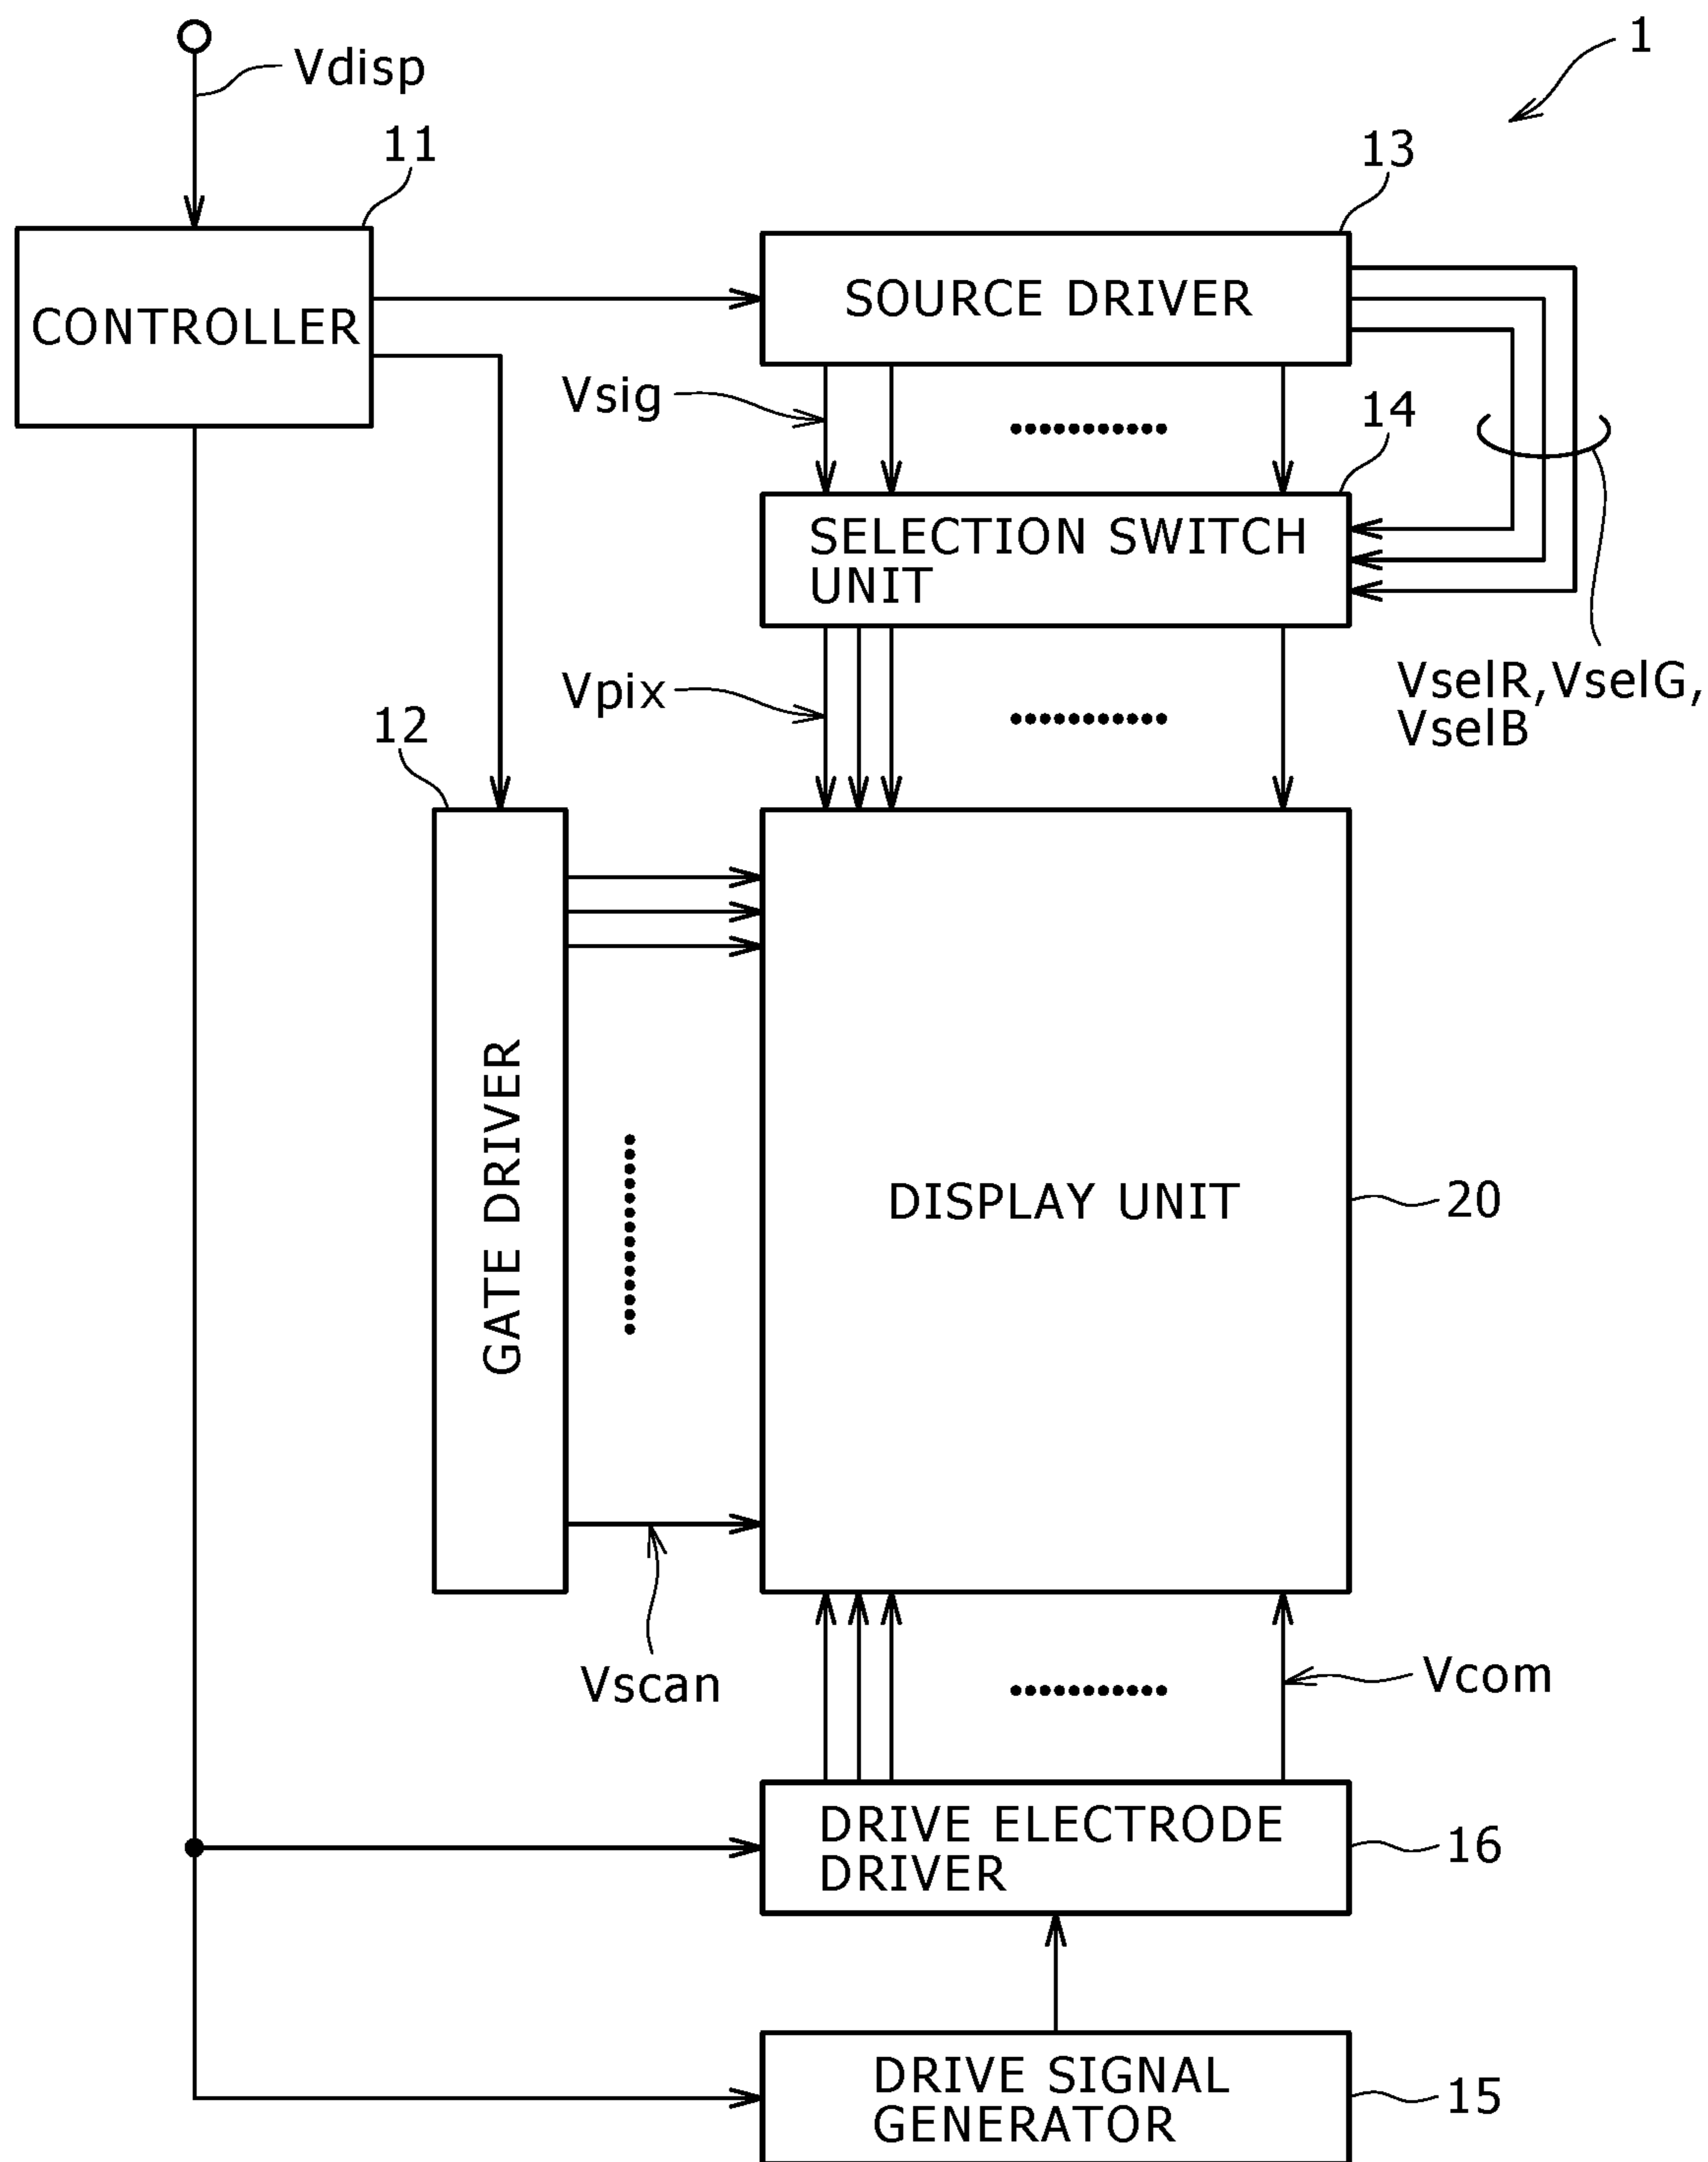 1
Vdisp
11
13
CONTROLLER
SOURCE DRIVER
Vsig
14
SELECTION SWITCH
UNIT
Vpix
VselR,VselG,
VselB
12
GATE DRIVER
DISPLAY UNIT
20
Vscan
Vcom
DRIVE ELECTRODE
DRIVER
16
DRIVE SIGNAL
GENERATOR
15